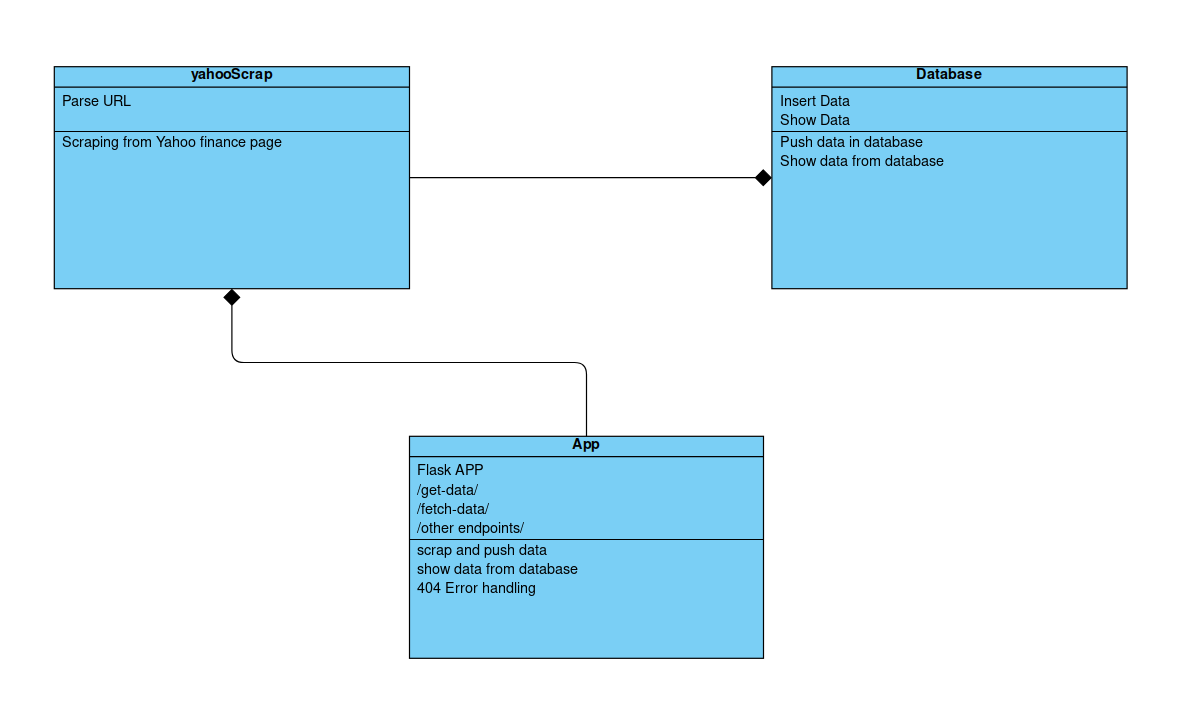 yahooScrap
Parse URL
Scraping from Yahoo finance page
Database
Insert Data
Show Data
Push data in database
Show data from database
App
Flask APP
/get-data/
/fetch-data/
/other endpoints/
scrap and push data
show data from database
404 Error handling